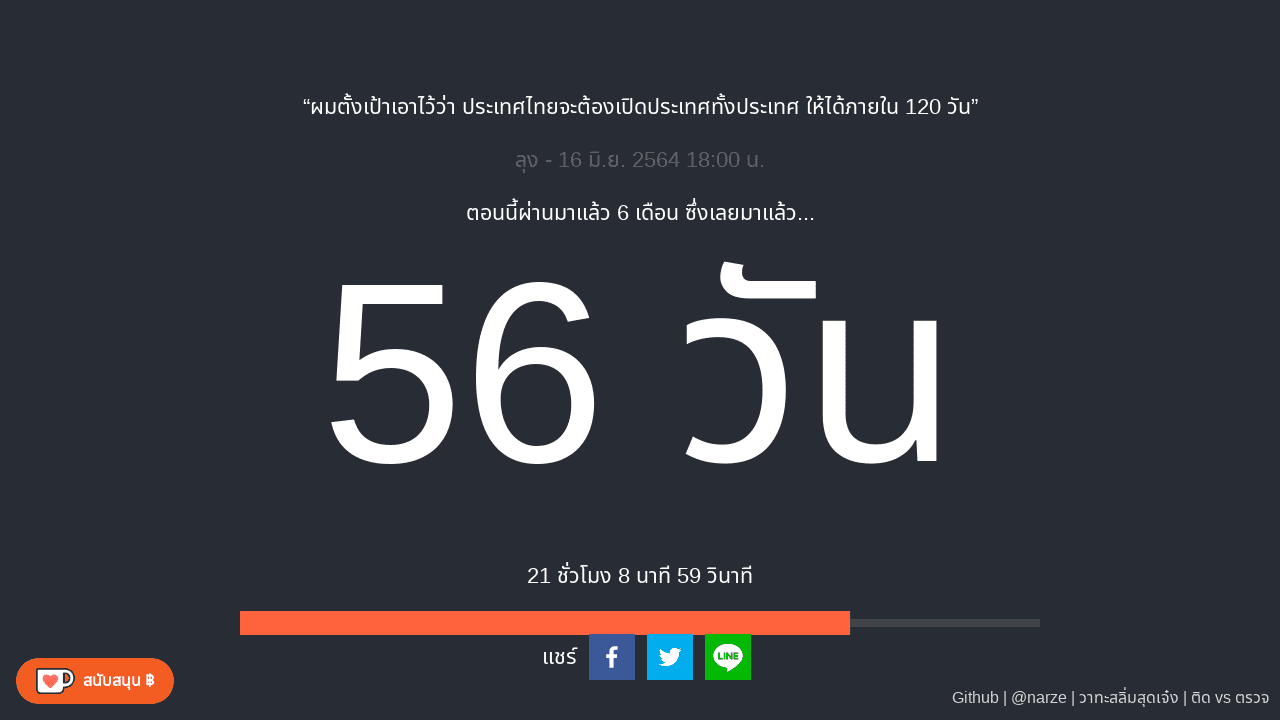 “ผมตั้งเป้าเอาไว้ว่า ประเทศไทยจะต้องเปิดประเทศทั้งประเทศ ให้ได้ภายใน 120 วัน”
ลุง - 16 มิ.ย. 2564 18:00 น.
ตอนนี้ผ่านมาแล้ว 6 เดือน ซึ่งเลยมาแล้ว...
56 วัน
21 ชั่วโมง 8 นาที 59 วินาที
แชร์
LINE
สนับสนุน ฿
Github | @narze | วาทะสลิ่มสุดเจ๋ง | ติด vs ตรวจ